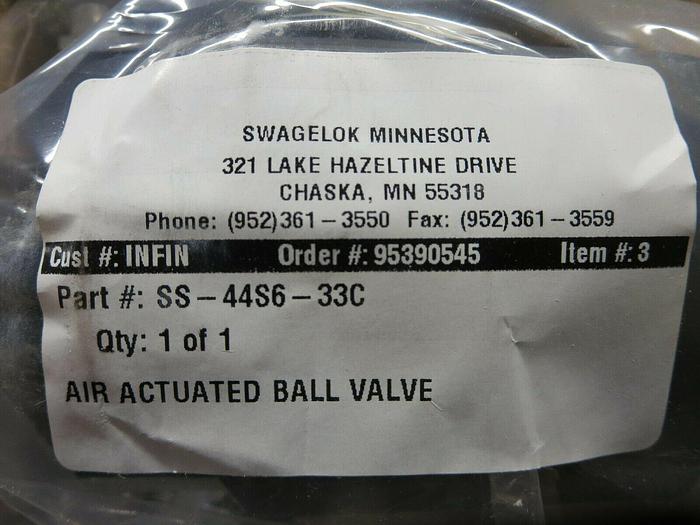 SWAGELOK MINNESOTA
321 LAKE HAZELTINE DRIVE
CHASKA, MN 55318
Phone: (952)361-3550 Fax: (952)361-3559
Cust #: INFIN Order #: 95390545 Item #: 3
Part #: SS-44S6-33C
Qty: 1 of 1
AIR ACTUATED BALL VALVE